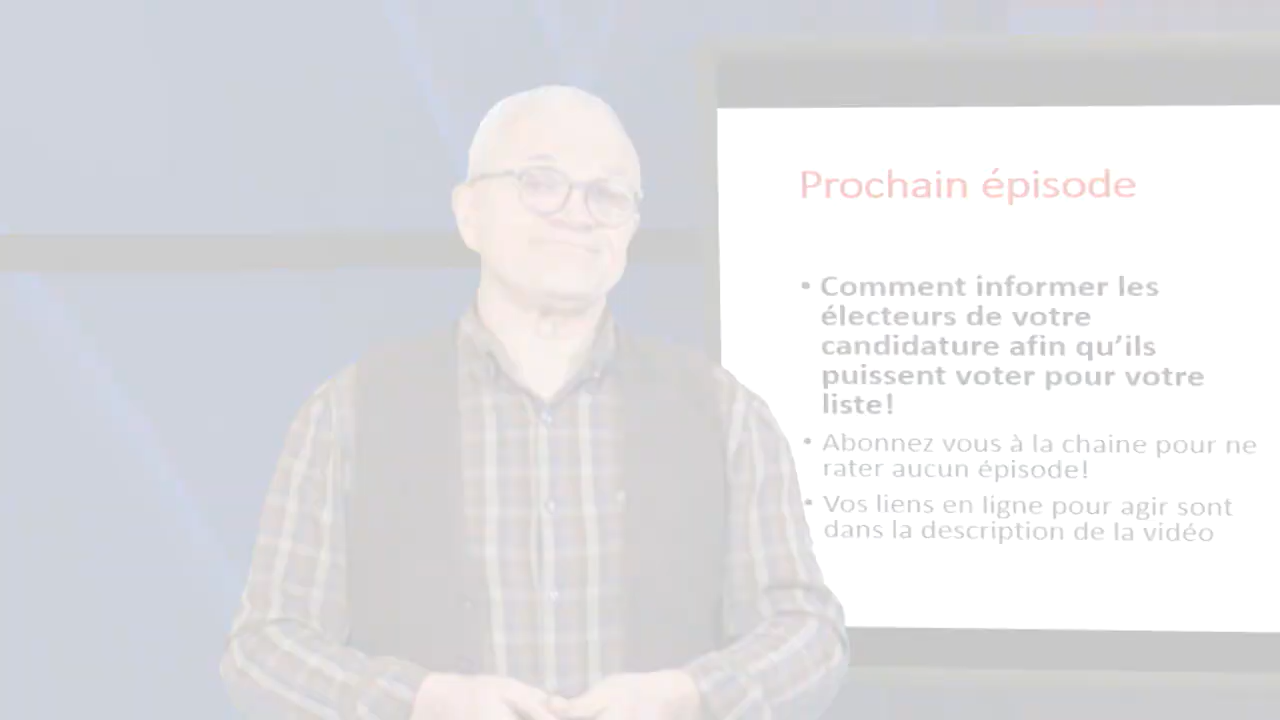 Prochain épisode
• Comment informer les
électeurs de votre
candidature afin qu’ils
puissent voter pour votre
liste!
• Abonnez vous à la chaine pour ne
rater aucun épisode!
• Vos liens en ligne pour agir sont
dans la description de la vidéo